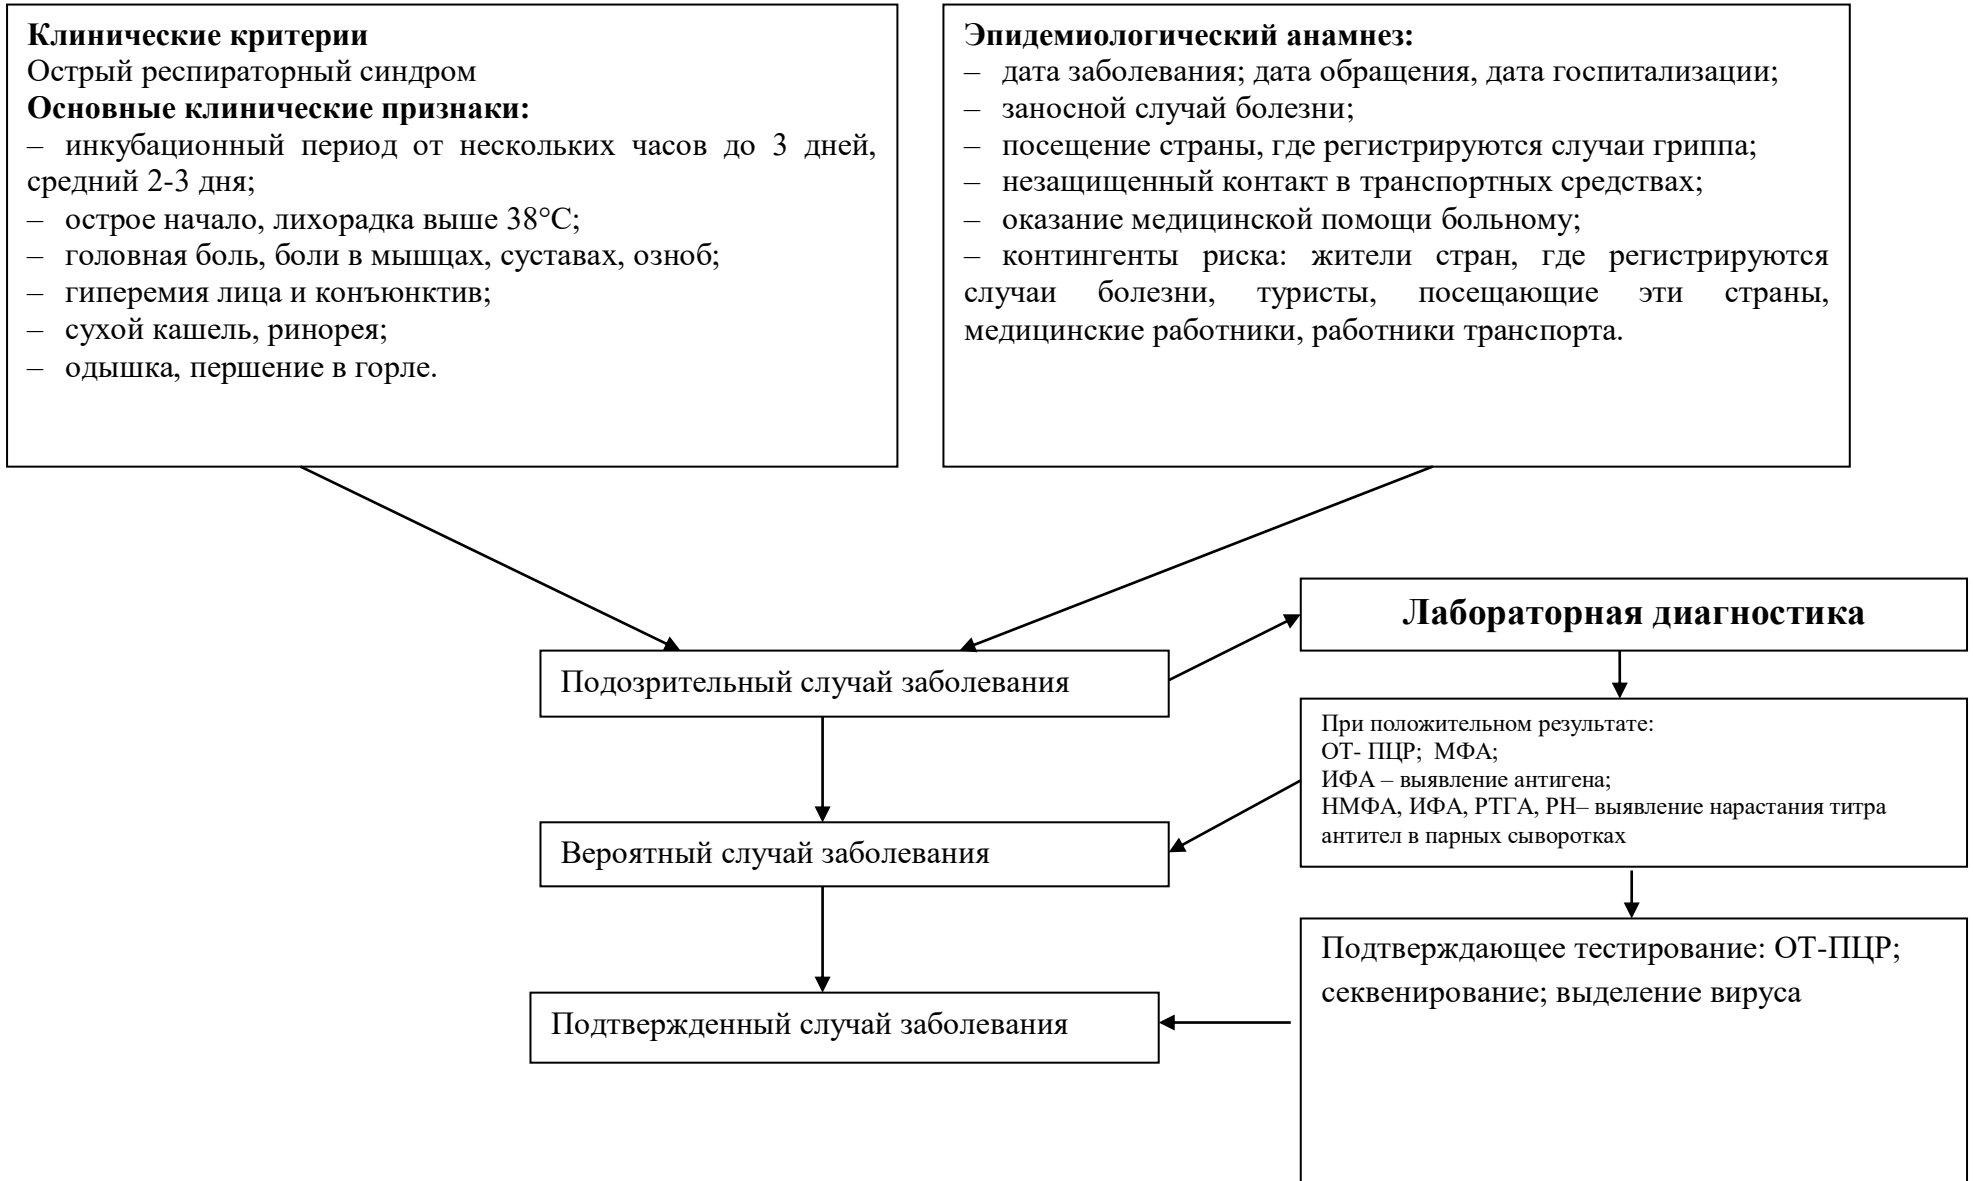 Клинические критерии
Острый респираторный синдром
Основные клинические признаки:
– инкубационный период от нескольких часов до 3 дней,
средний 2-3 дня;
– острое начало, лихорадка выше 38°С;
– головная боль, боли в мышцах, суставах, озноб;
– гиперемия лица и конъюнктив;
– сухой кашель, ринорея;
– одышка, першение в горле.
Эпидемиологический анамнез:
– дата заболевания; дата обращения, дата госпитализации;
– заносной случай болезни;
– посещение страны, где регистрируются случаи гриппа;
– незащищенный контакт в транспортных средствах;
– оказание медицинской помощи больному;
– контингенты риска: жители стран, где регистрируются
случаи болезни, туристы, посещающие эти страны,
медицинские работники, работники транспорта.
Лабораторная диагностика
Подозрительный случай заболевания
При положительном результате:
ОТ- ПЦР; МФА;
ИФА – выявление антигена;
НМФА, ИФА, РТГА, РН– выявление нарастания титра
антител в парных сыворотках
Вероятный случай заболевания
Подтверждающее тестирование: ОТ-ПЦР;
секвенирование; выделение вируса
Подтвержденный случай заболевания